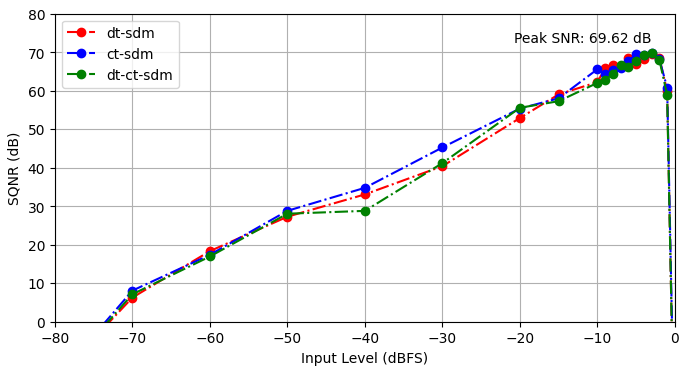 80
70
60
50
40
30
20
10
0
SQNR (dB)
dt-sdm
ct-sdm
dt-ct-sdm
Peak SNR: 69.62 dB
−80 −70 −60 −50 −40 −30 −20 −10 0
Input Level (dBFS)